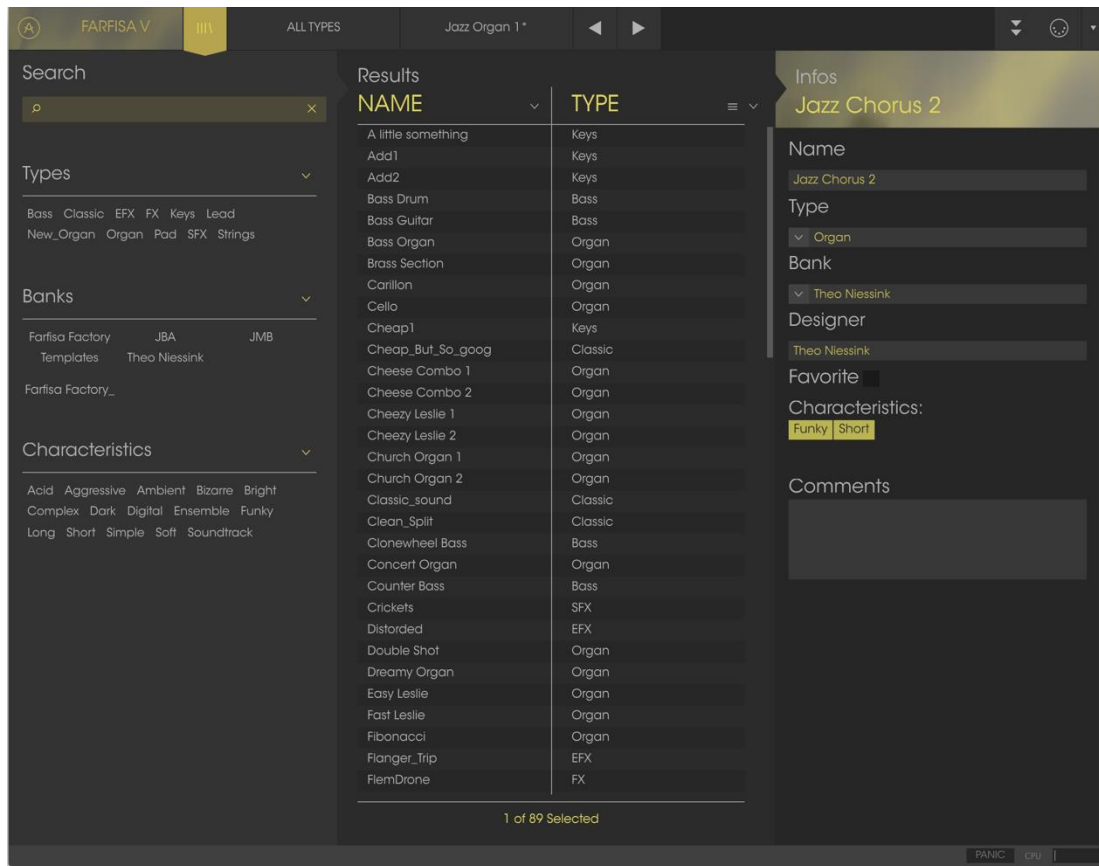 FARFISA V ALL TYPES Jazz Organ 1*
Search
Types
Bass Classic EFX FX Keys Lead
New_Organ Organ Pad SFX Strings
Banks
Farfisa Factory JBA JMB
Templates Theo Niessink
Farfisa Factory_
Characteristics
Acid Aggressive Ambient Bizarre Bright
Complex Dark Digital Ensemble Funky
Long Short Simple Soft Soundtrack
Results
NAME TYPE
A little something Keys
Add1 Keys
Add2 Keys
Bass Drum Bass
Bass Guitar Bass
Bass Organ Organ
Brass Section Organ
Carillon Organ
Cello Organ
Cheap1 Keys
Cheap_But_So_goog Classic
Cheese Combo 1 Organ
Cheese Combo 2 Organ
Cheezy Leslie 1 Organ
Cheezy Leslie 2 Organ
Church Organ 1 Organ
Church Organ 2 Organ
Classic_sound Classic
Clean_Split Classic
Clonewheel Bass Bass
Concert Organ Organ
Counter Bass Bass
Crickets SFX
Distorded EFX
Double Shot Organ
Dreamy Organ Organ
Easy Leslie Organ
Fast Leslie Organ
Fibonacci Organ
Flanger_Trip EFX
FlemDrone FX
1 of 89 Selected
Infos
Jazz Chorus 2
Name
Jazz Chorus 2
Type
Organ
Bank
Theo Niessink
Designer
Theo Niessink
Favorite
Characteristics:
Funky Short
Comments
PANIC CPU